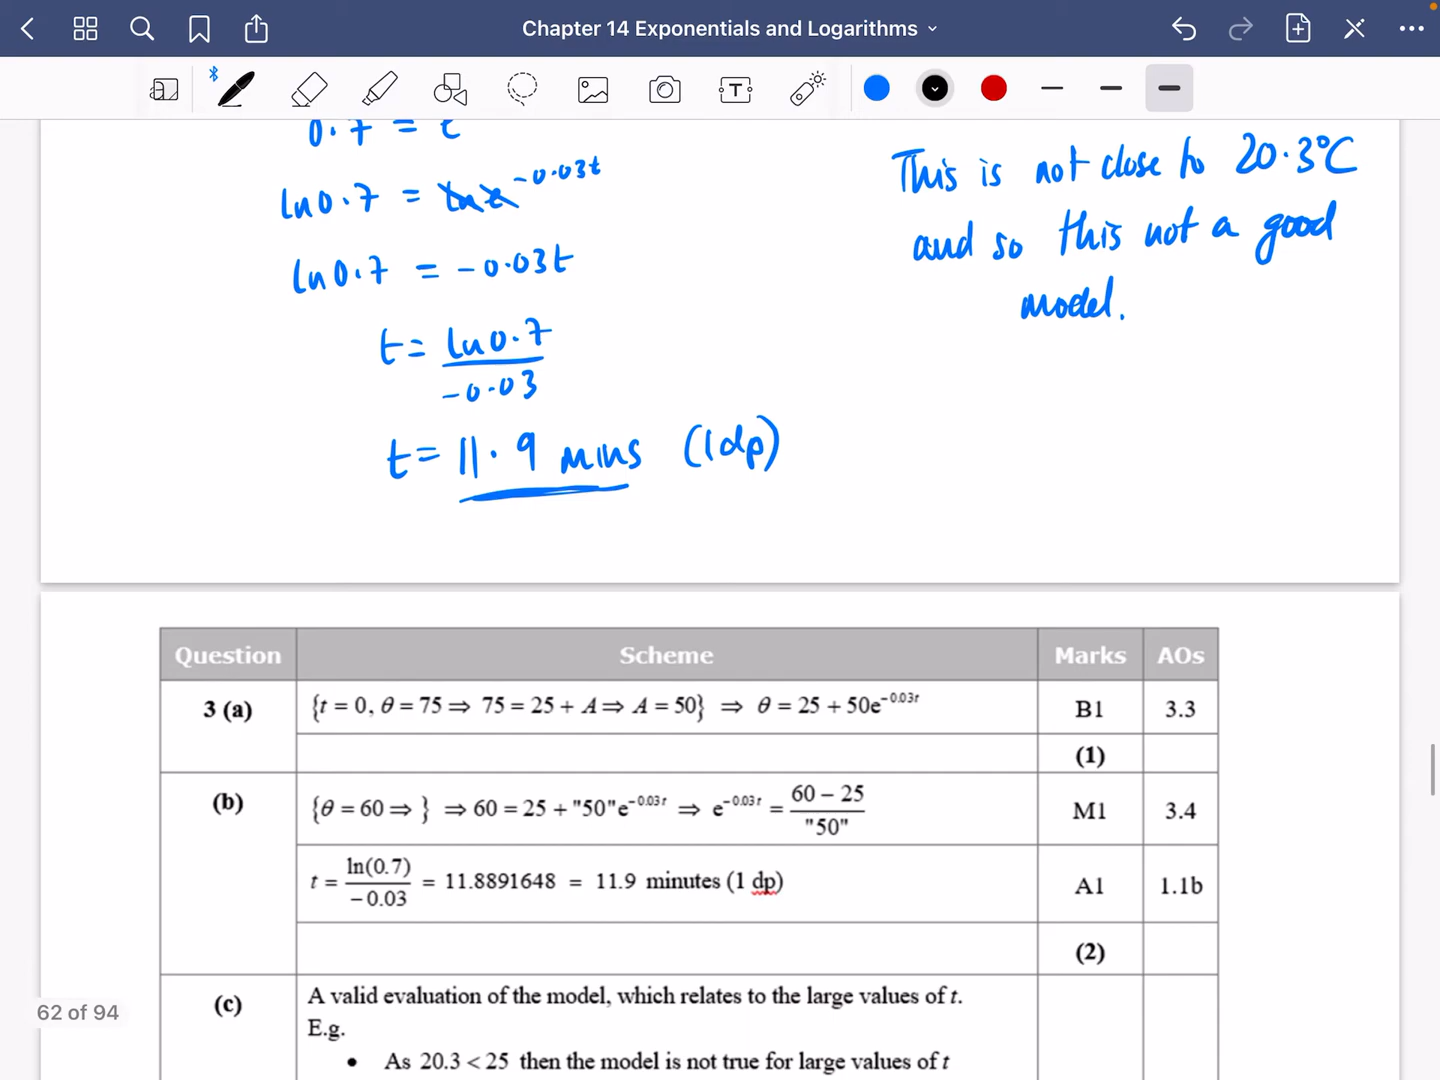 Chapter 14 Exponentials and Logarithms
T
0.7 = e
ln0.7 = ln e^-0.03t
ln0.7 = -0.03t
t = ln0.7 / -0.03
t = 11.9 mins (1dp)
This is not close to 20.3°C
and so this not a good
model.
Question Scheme Marks AOs
3 (a) {t = 0, θ = 75 ⇒ 75 = 25 + A ⇒ A = 50} ⇒ θ = 25 + 50e^-0.03t B1 3.3
(1)
(b) {θ = 60 ⇒ } ⇒ 60 = 25 + "50"e^-0.03t ⇒ e^-0.03t = 60 – 25 / "50" M1 3.4
t = ln(0.7) / -0.03 = 11.8891648 = 11.9 minutes (1 dp) A1 1.1b
(2)
(c) A valid evaluation of the model, which relates to the large values of t.
E.g.
• As 20.3 < 25 then the model is not true for large values of t
62 of 94